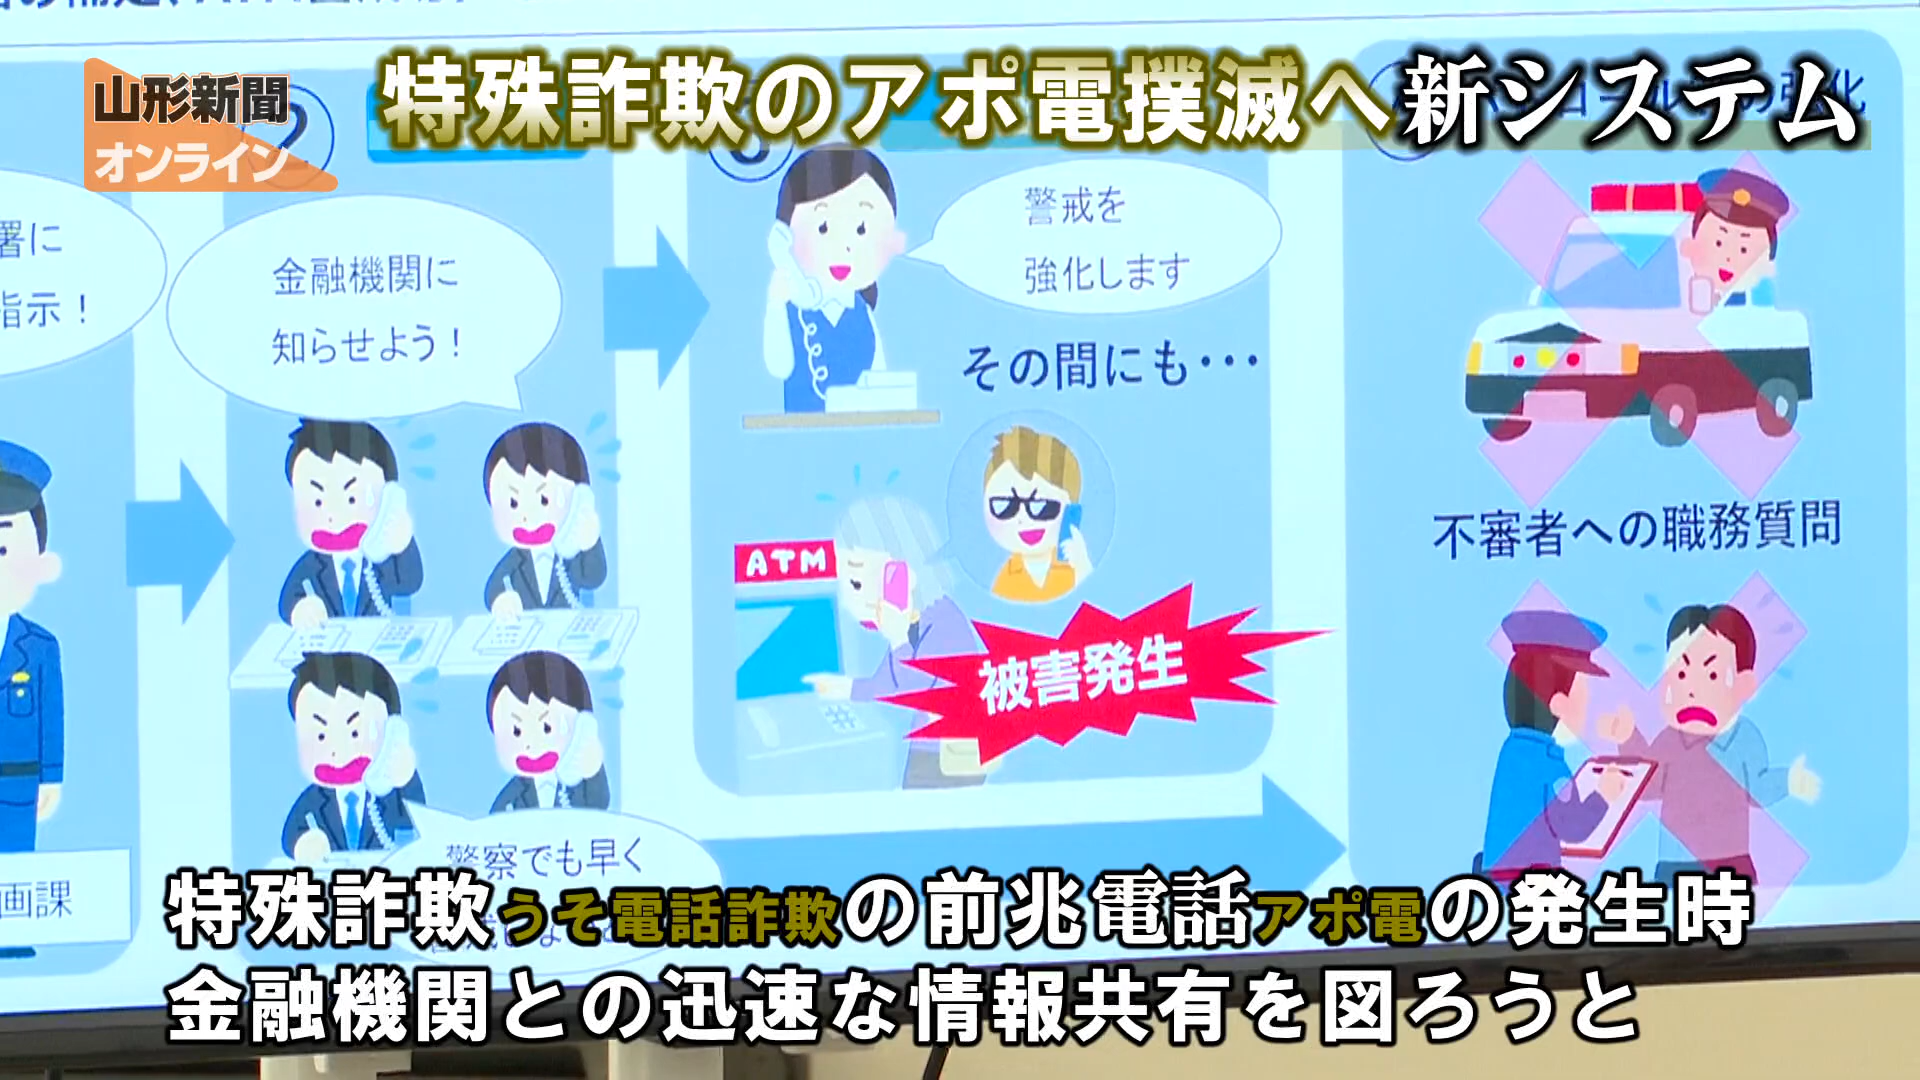 山形新聞
オンライン
特殊詐欺のアポ電撲滅へ新システム
署に
指示！
金融機関に
知らせよう！
警戒を
強化します
その間にも・・・
ATM
被害発生
不審者への職務質問
警察でも早く
画課
特殊詐欺うそ電話詐欺の前兆電話アポ電の発生時
金融機関との迅速な情報共有を図ろうと